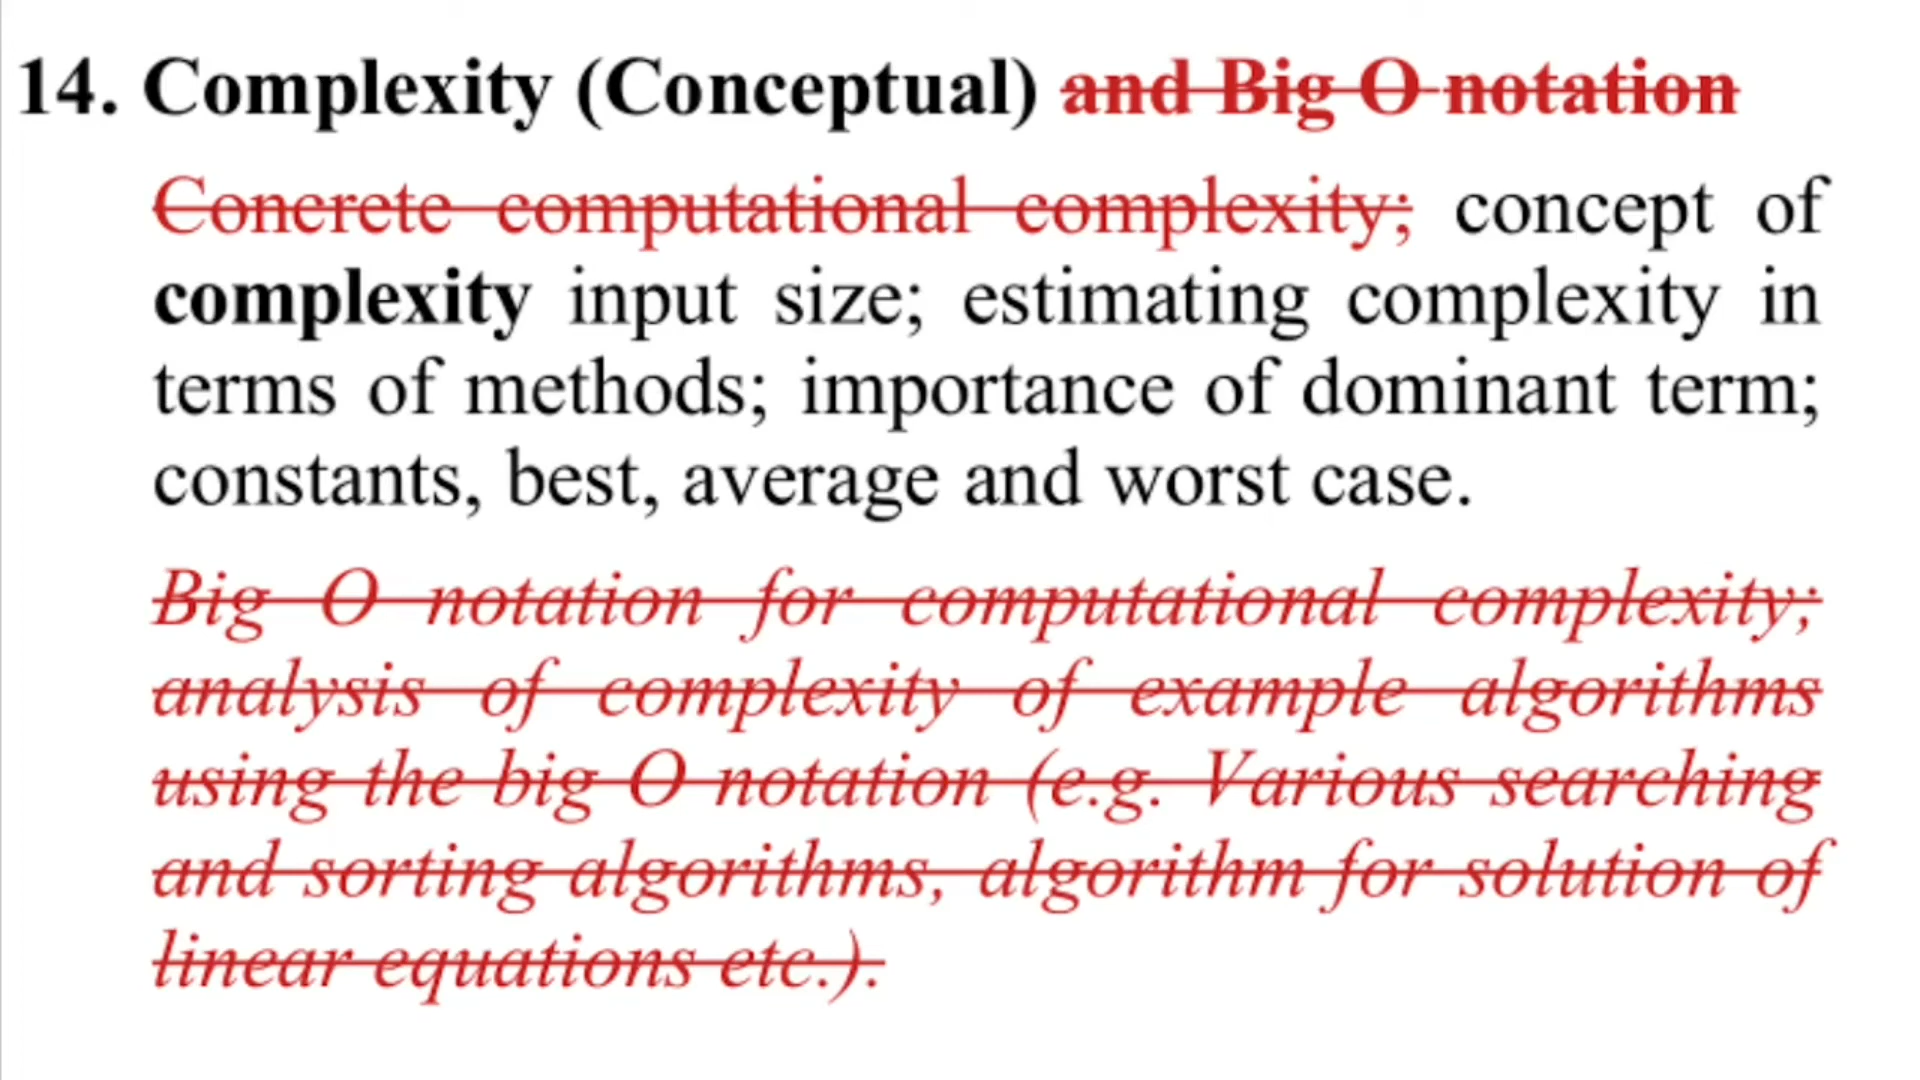 14. Complexity (Conceptual) and Big O notation
Concrete computational complexity; concept of
complexity input size; estimating complexity in
terms of methods; importance of dominant term;
constants, best, average and worst case.
Big O notation for computational complexity;
analysis of complexity of example algorithms
using the big O notation (e.g. Various searching
and sorting algorithms, algorithm for solution of
linear equations etc.).